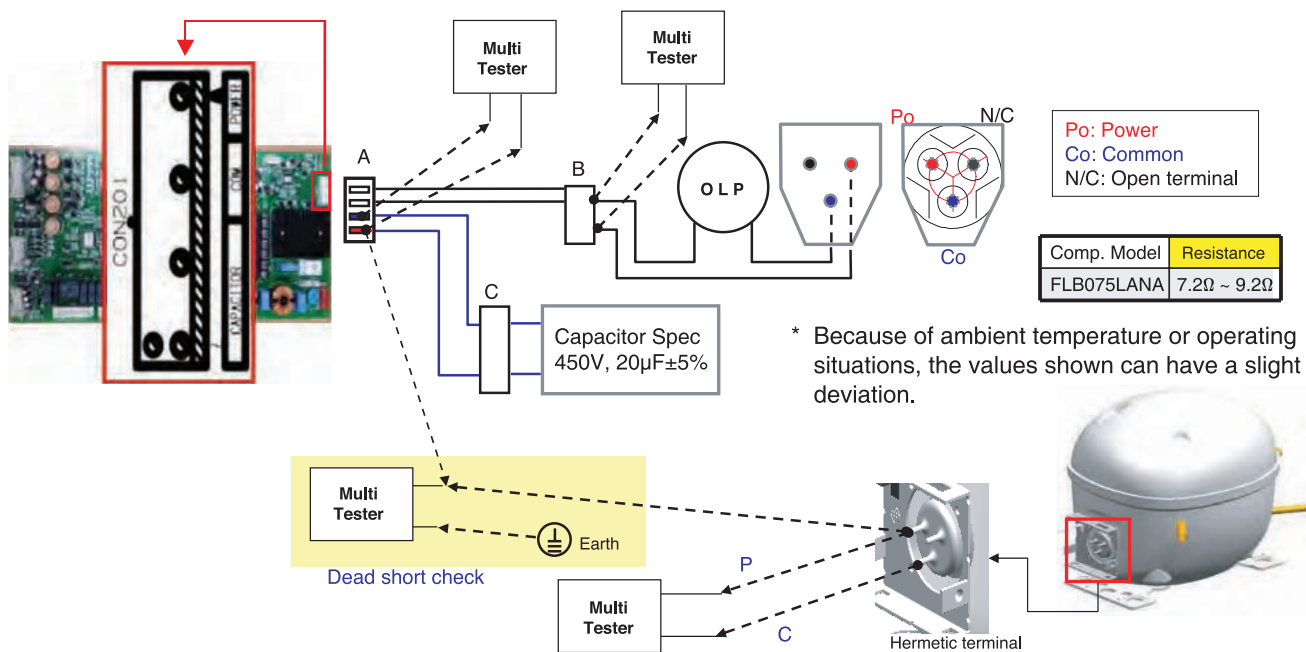 Multi
Tester
Multi
Tester
POWER
COM
CAPACITOR
CON201
A
B
O L P
Po
N/C
Co
Po: Power
Co: Common
N/C: Open terminal
Comp. Model Resistance
FLB075LANA 7.2Ω ~ 9.2Ω
C
Capacitor Spec
450V, 20µF±5%
* Because of ambient temperature or operating
situations, the values shown can have a slight
deviation.
Multi
Tester
Earth
Dead short check
P
C
Multi
Tester
Hermetic terminal